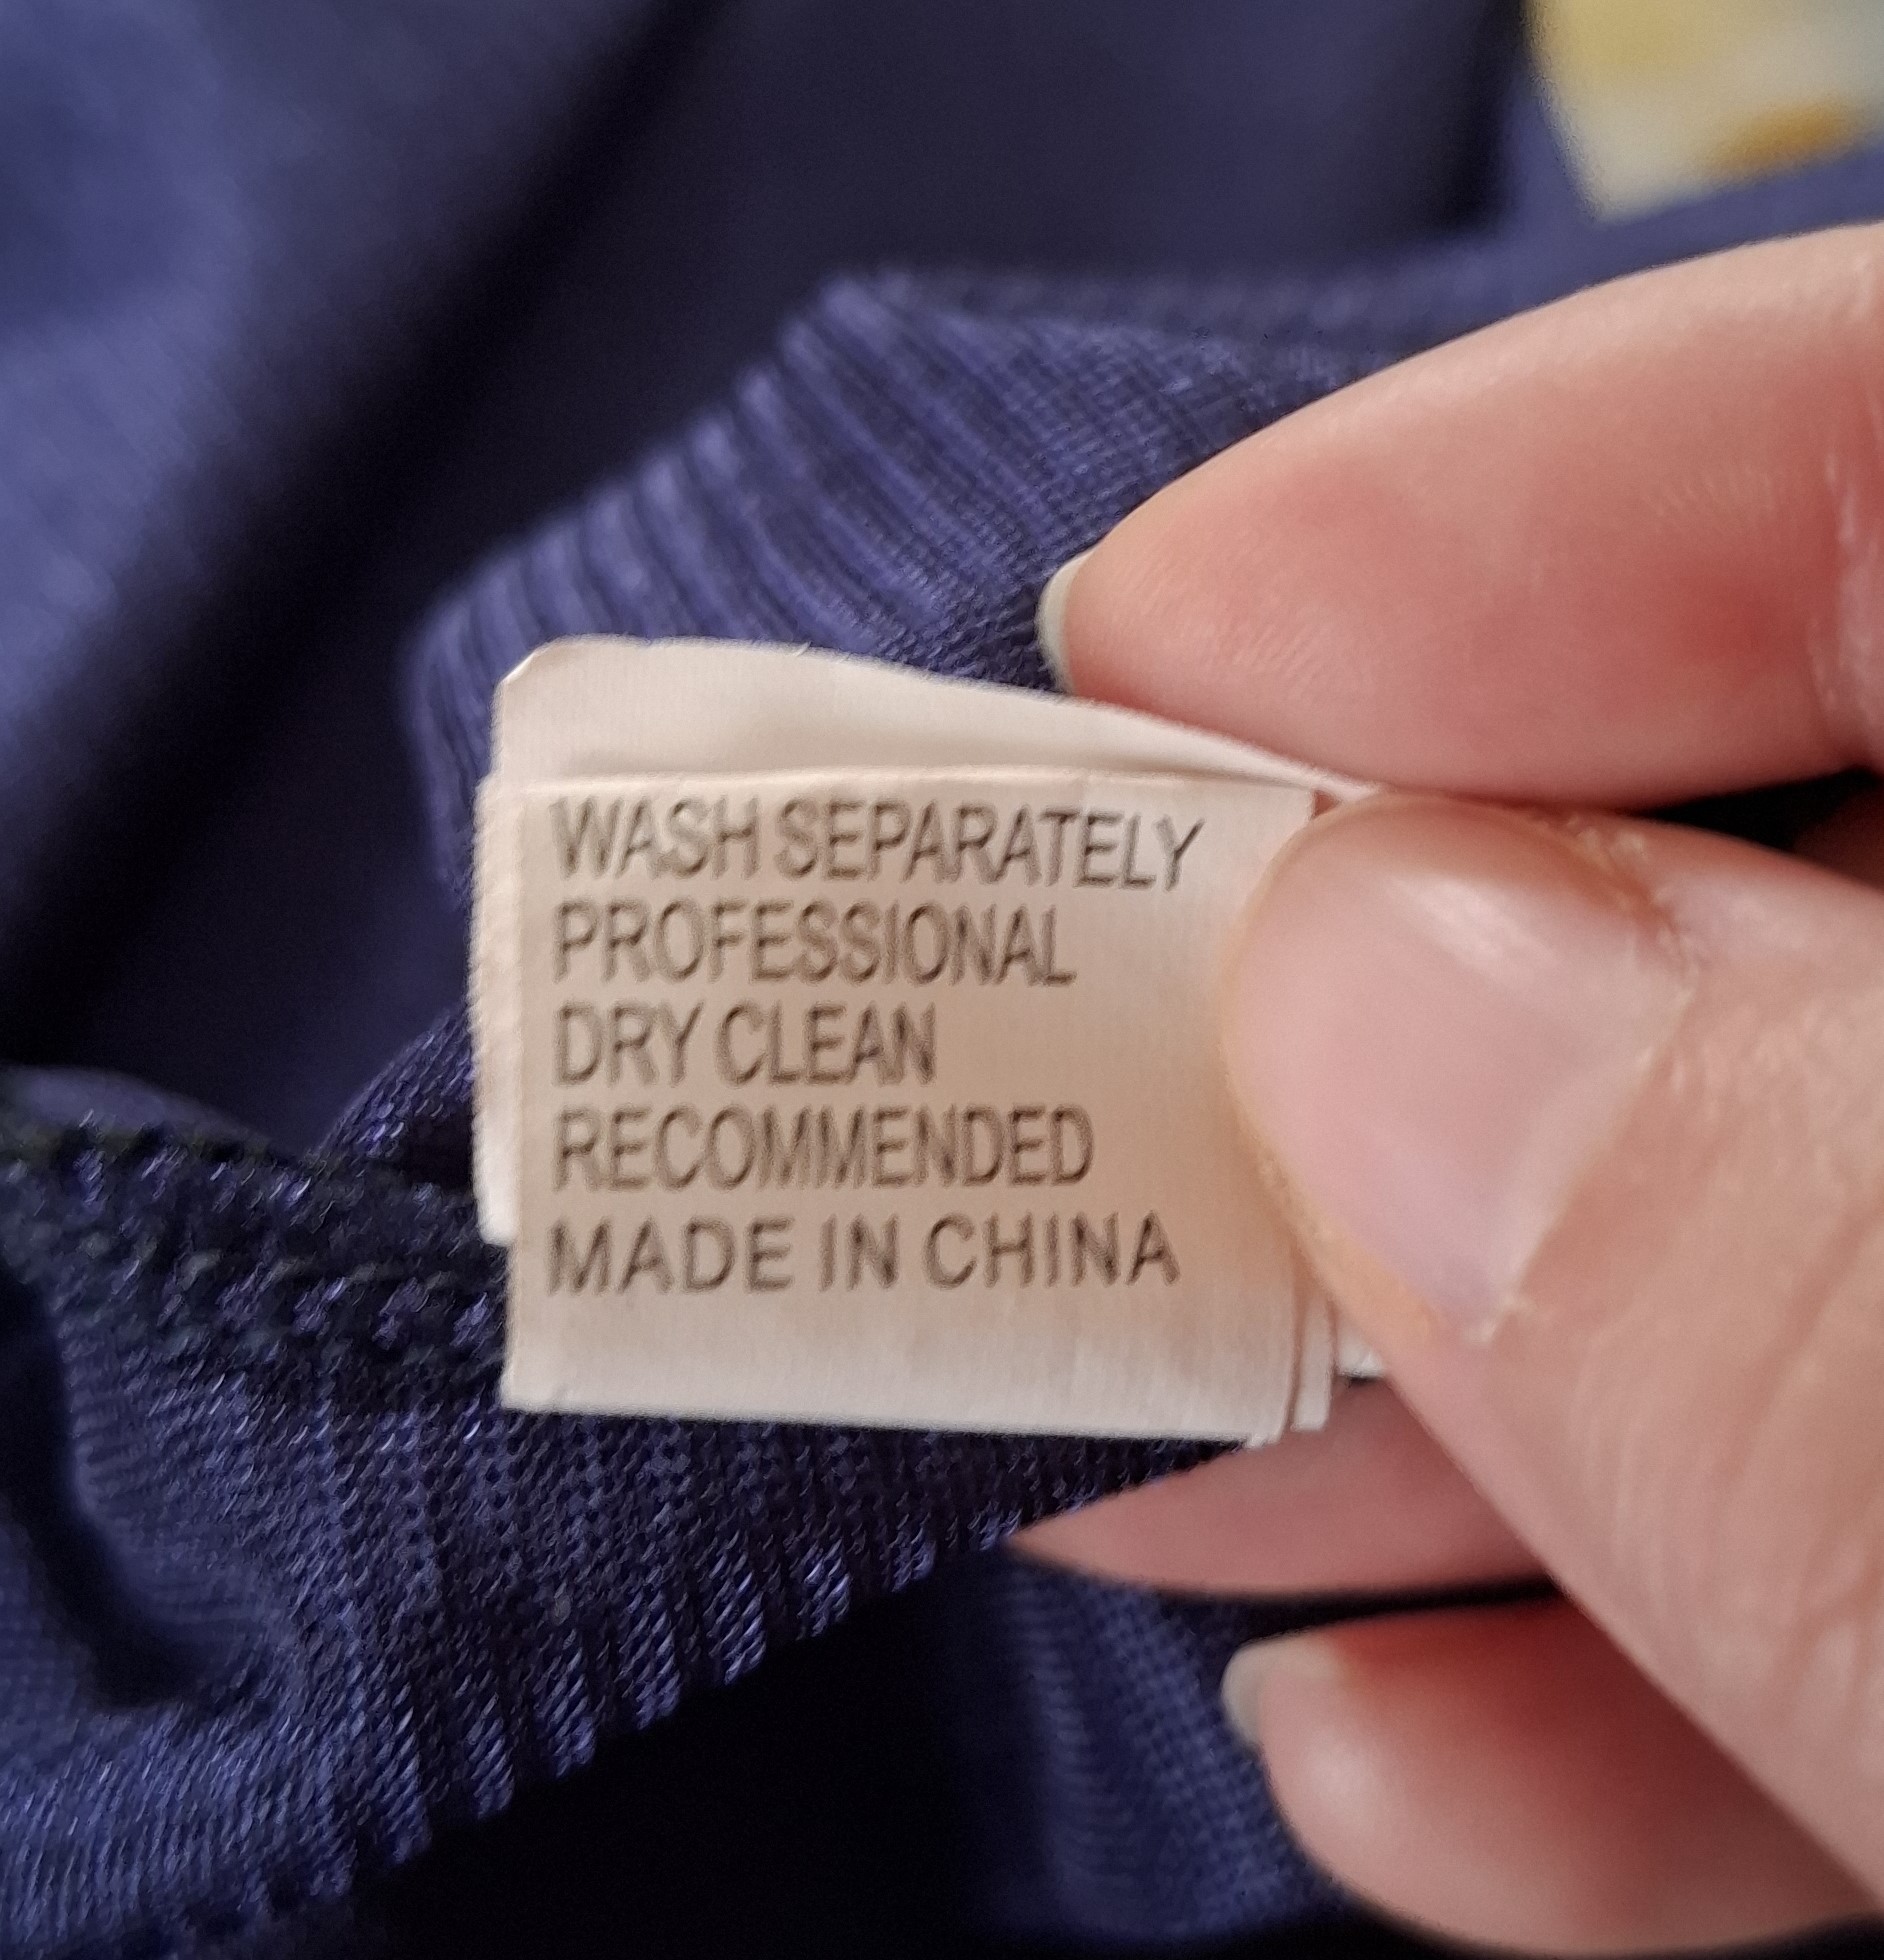 WASH SEPARATELY
PROFESSIONAL
DRY CLEAN
RECOMMENDED
MADE IN CHINA